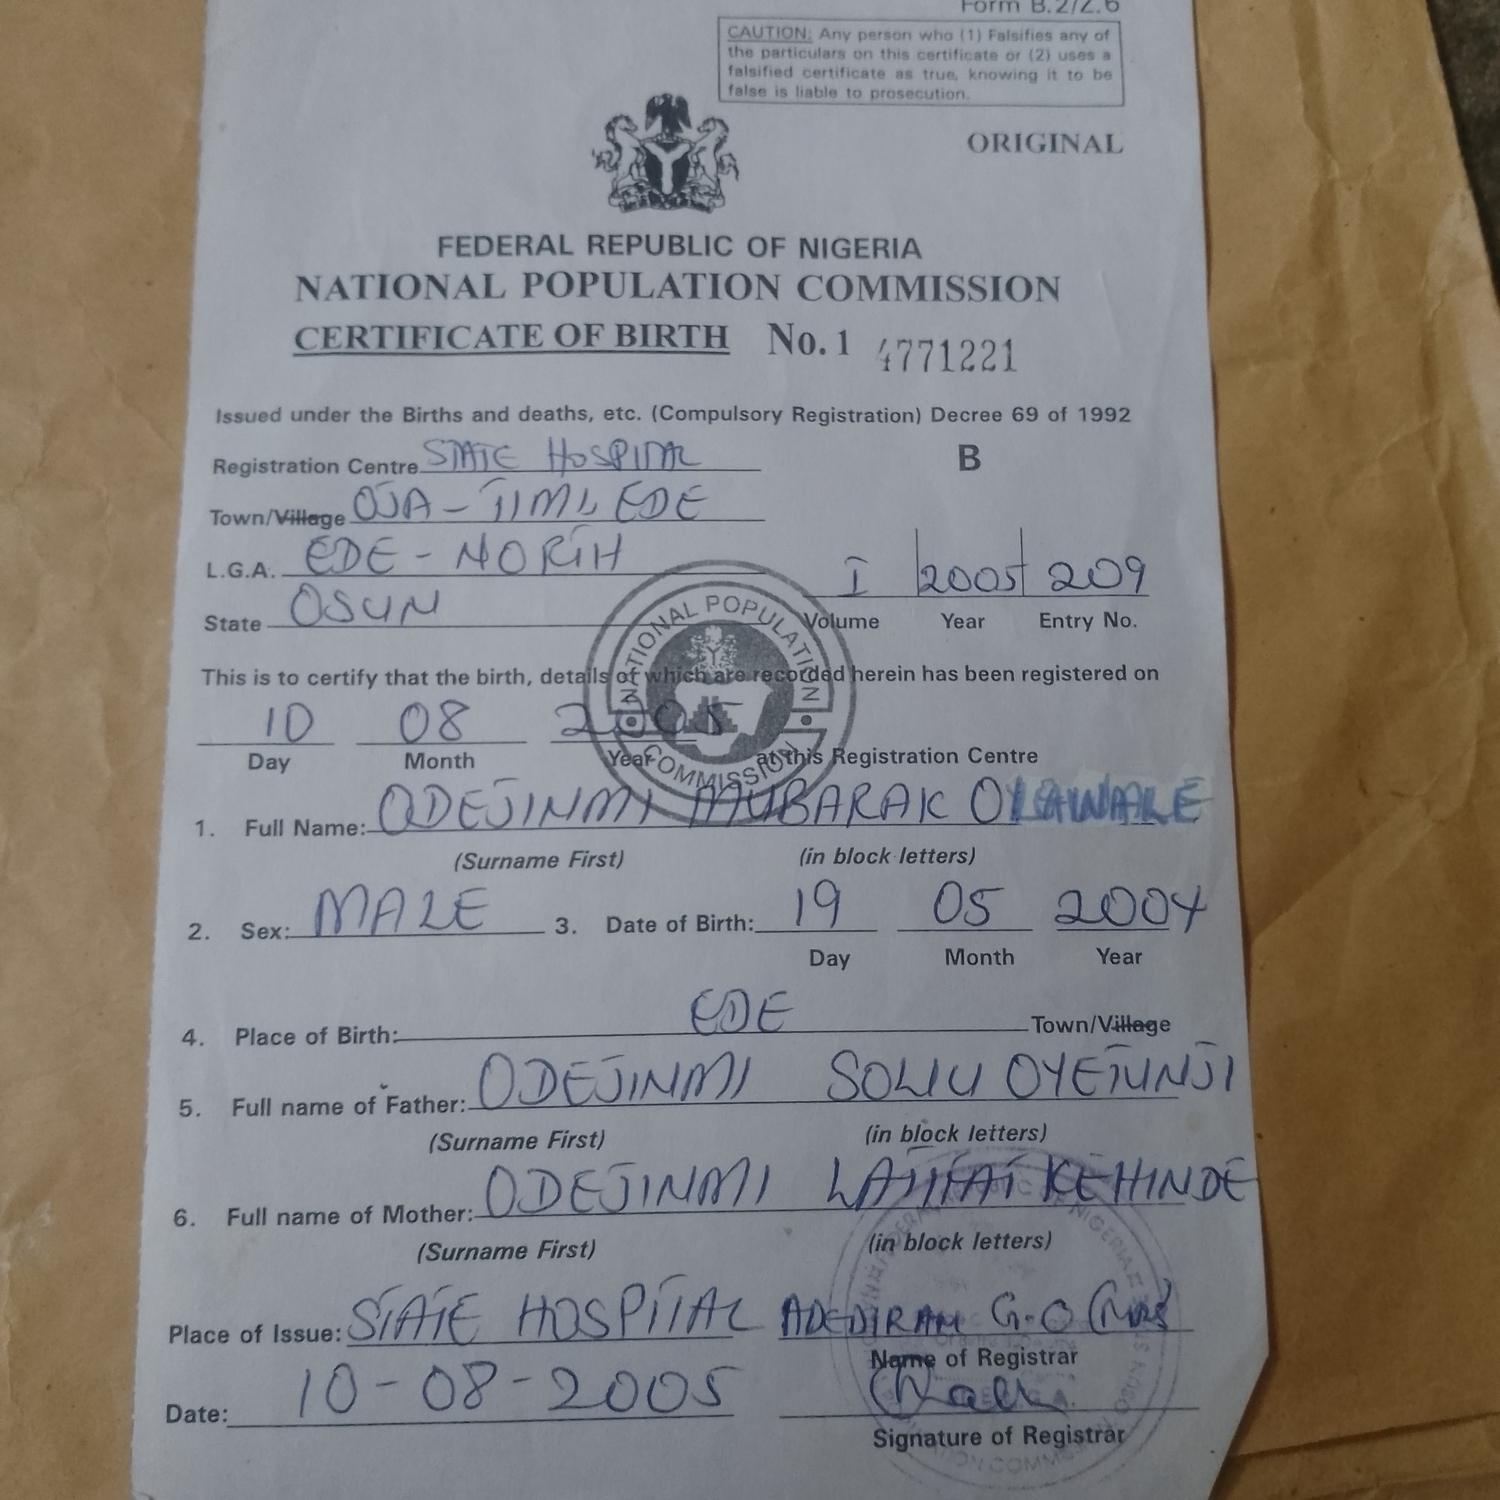 Form B.2/Z.6
CAUTION: Any person who (1) Falsifies any of
the particulars on this certificate or (2) uses a
falsified certificate as true, knowing it to be
false is liable to prosecution.
ORIGINAL
FEDERAL REPUBLIC OF NIGERIA
NATIONAL POPULATION COMMISSION
CERTIFICATE OF BIRTH No. 1 4771221
Issued under the Births and deaths, etc. (Compulsory Registration) Decree 69 of 1992
Registration Centre STATE HOSPITAL B
Town/Village OJA-TIMI, EDE
L.G.A. EDE-NORTH
I 2005 209
State OSUN
Volume Year Entry No.
NATIONAL POPULATION COMMISSION
This is to certify that the birth, details of which are recorded herein has been registered on
10 08 2005
Day Month Year at this Registration Centre
1. Full Name: ODEJINMI MUBARAK
(Surname First) (in block letters)
2. Sex: MALE 3. Date of Birth: 19 05 2004
Day Month Year
4. Place of Birth: EDE Town/Village
5. Full name of Father: ODEJINMI SOLIU OYETUNJI
(Surname First) (in block letters)
6. Full name of Mother: ODEJINMI LATIFAT KEHINDE
(Surname First) (in block letters)
Place of Issue: STATE HOSPITAL ADEDIRAN G.O (Mrs)
Name of Registrar
Date: 10-08-2005
Signature of Registrar